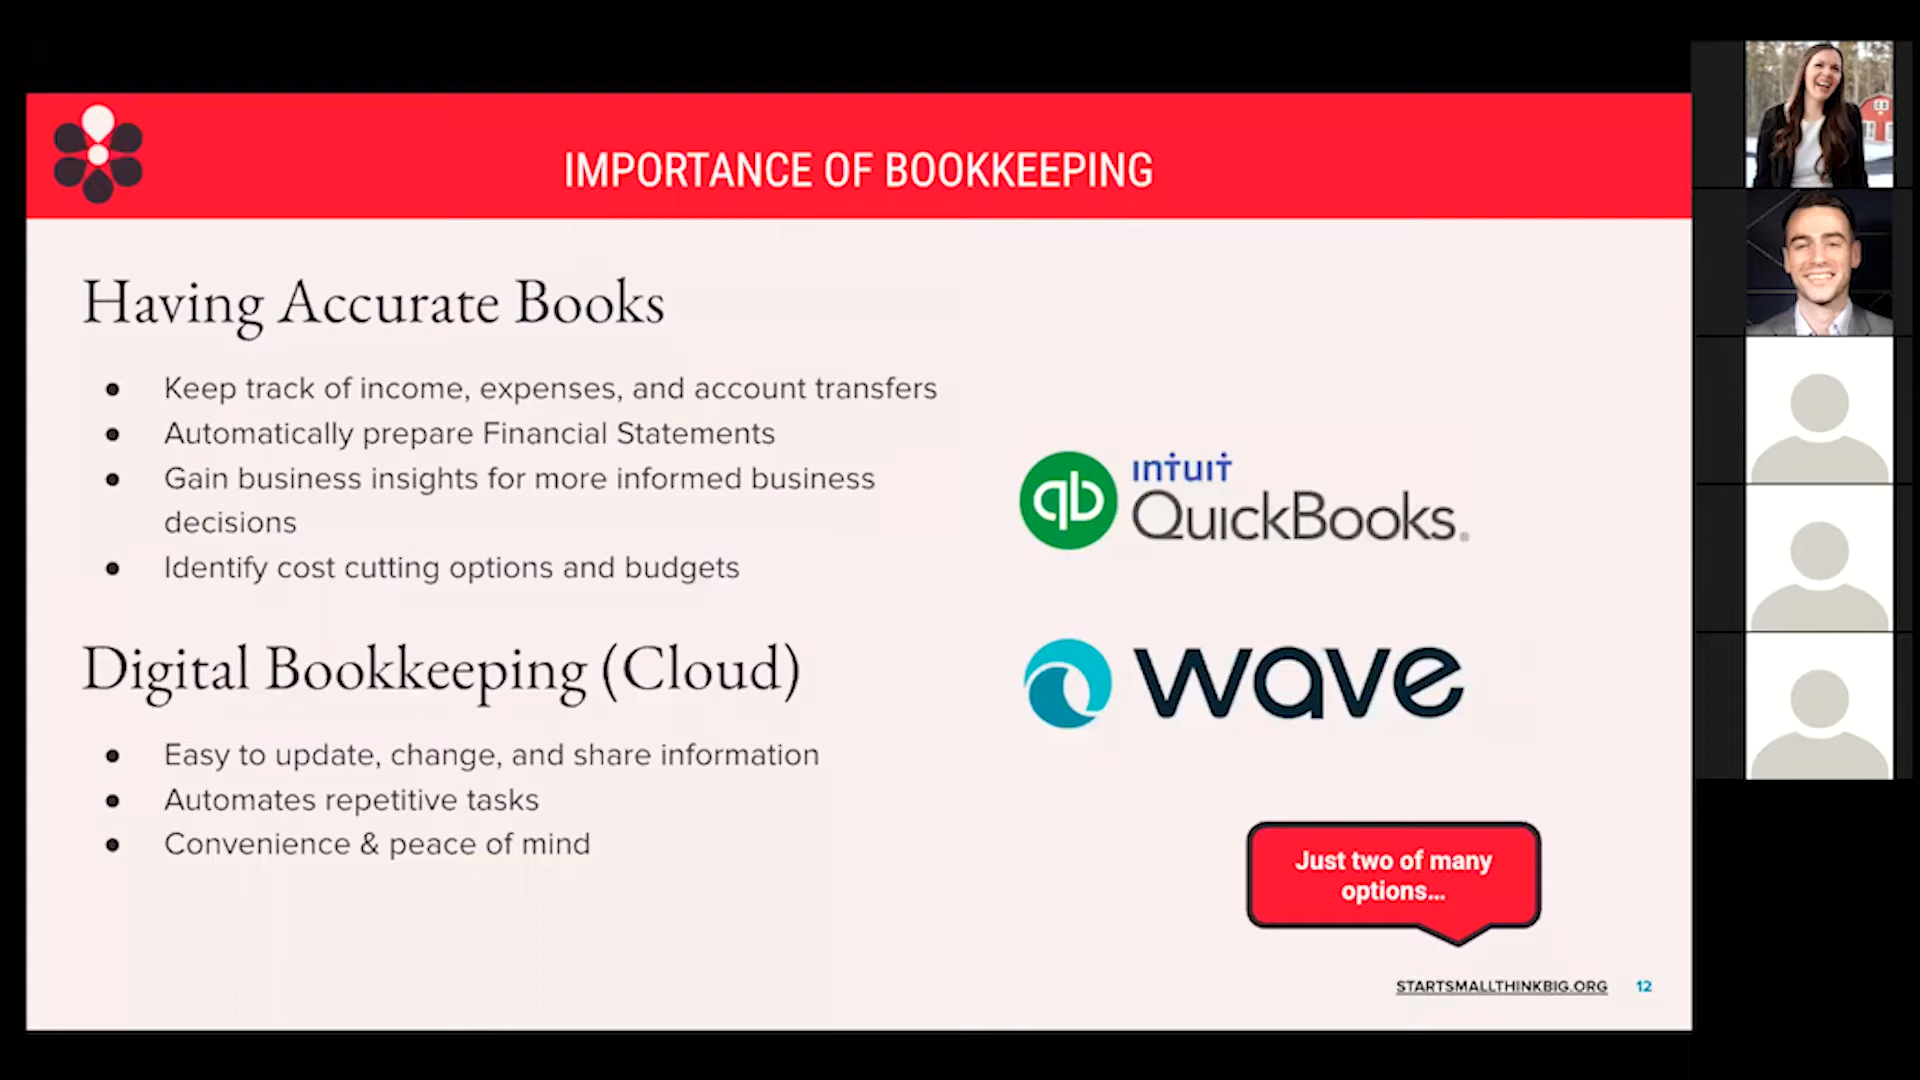 IMPORTANCE OF BOOKKEEPING
Having Accurate Books
● Keep track of income, expenses, and account transfers
● Automatically prepare Financial Statements
● Gain business insights for more informed business
decisions
● Identify cost cutting options and budgets
intuit
qb QuickBooks.
Digital Bookkeeping (Cloud)
wave
● Easy to update, change, and share information
● Automates repetitive tasks
● Convenience & peace of mind
Just two of many
options...
STARTSMALLTHINKBIG.ORG 12